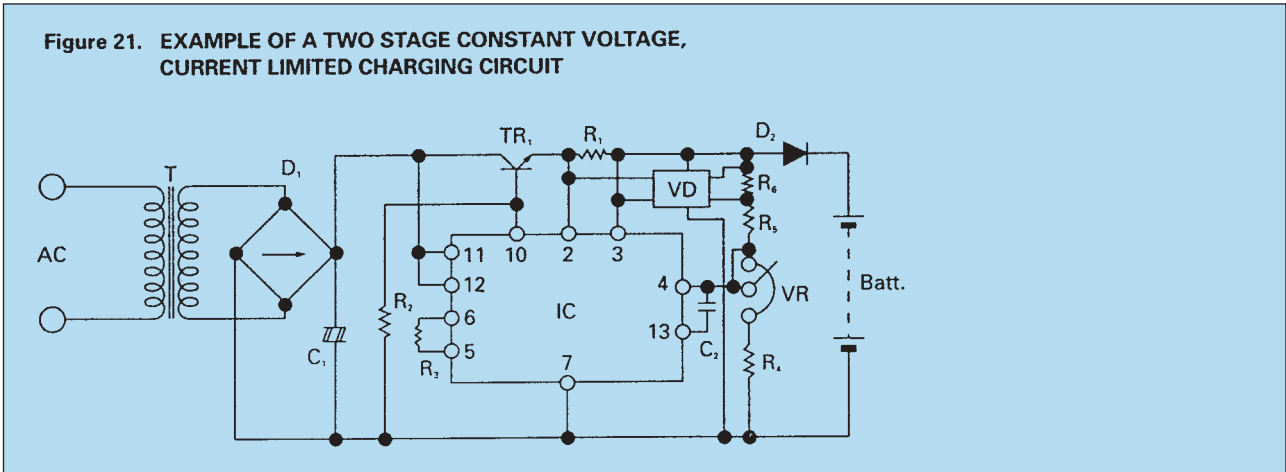 Figure 21. EXAMPLE OF A TWO STAGE CONSTANT VOLTAGE,
CURRENT LIMITED CHARGING CIRCUIT
TR₁ R₁ D₂
T D₁
VD R₆
R₅
AC
11 10 2 3
12 4 VR Batt.
R₂ IC
6
13
C₁ 5 C₂
R₃ 7 R₄